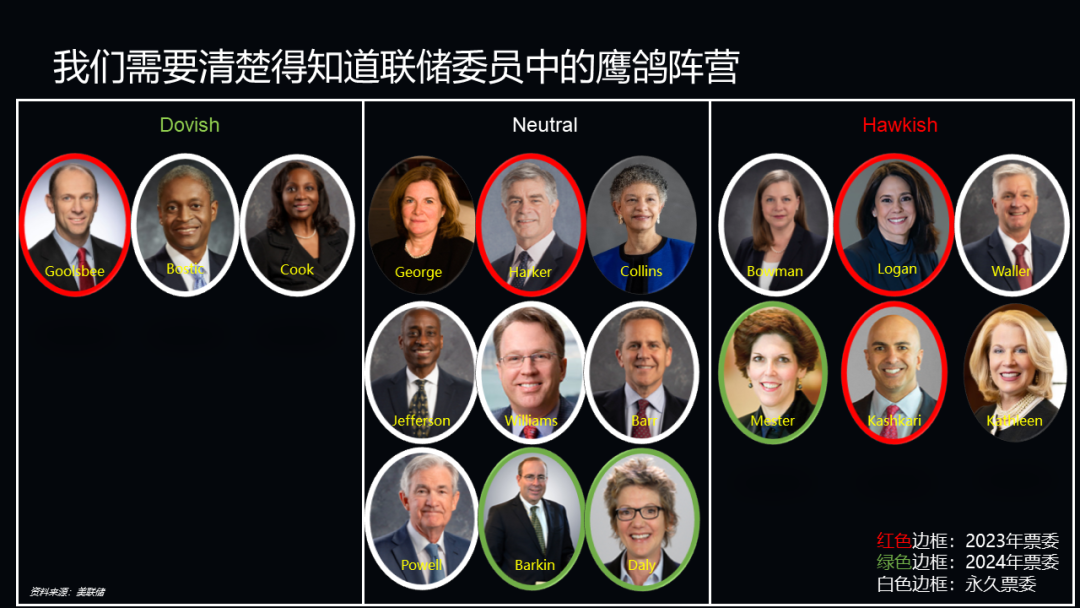 我们需要清楚得知道联储委员中的鹰鸽阵营
Dovish
Neutral
Hawkish
Goolsbee
Bostic
Cook
George
Harker
Collins
Bowman
Logan
Waller
Jefferson
Williams
Barr
Mester
Kashkari
Kathleen
Powell
Barkin
Daly
红色边框：2023年票委
绿色边框：2024年票委
白色边框：永久票委
资料来源：美联储